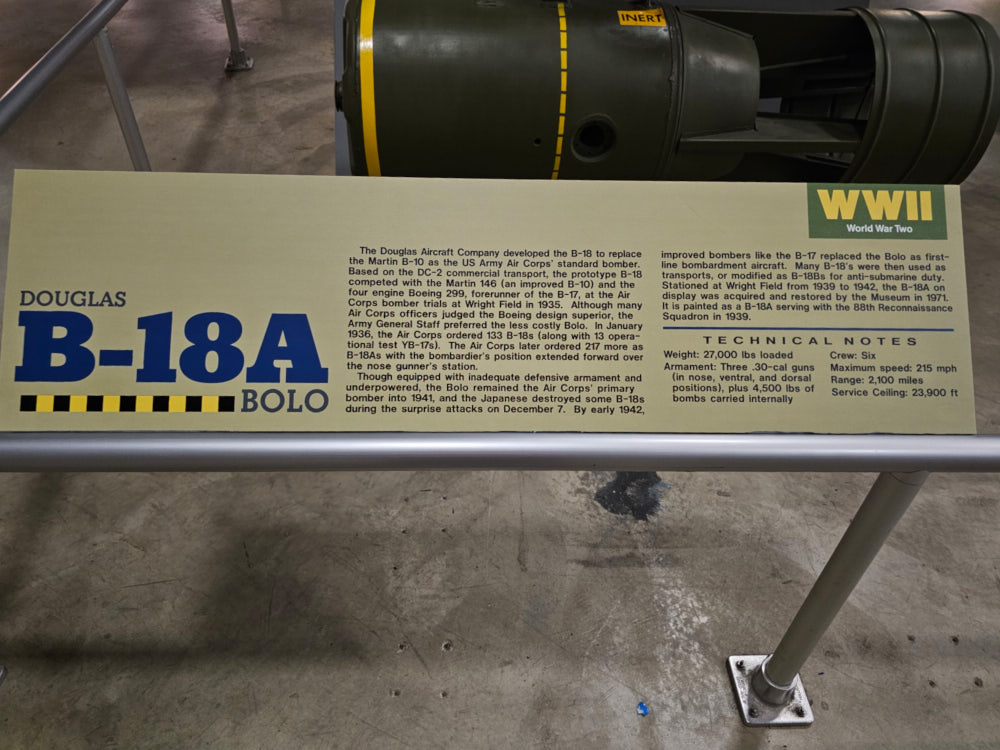 INERT
WWII
World War Two
DOUGLAS
B-18A
BOLO
The Douglas Aircraft Company developed the B-18 to replace
the Martin B-10 as the US Army Air Corps' standard bomber.
Based on the DC-2 commercial transport, the prototype B-18
competed with the Martin 146 (an improved B-10) and the
four engine Boeing 299, forerunner of the B-17, at the Air
Corps bomber trials at Wright Field in 1935. Although many
Air Corps officers judged the Boeing design superior, the
Army General Staff preferred the less costly Bolo. In January
1936, the Air Corps ordered 133 B-18s (along with 13 opera-
tional test YB-17s). The Air Corps later ordered 217 more as
B-18As with the bombardier's position extended forward over
the nose gunner's station.
Though equipped with inadequate defensive armament and
underpowered, the Bolo remained the Air Corps' primary
bomber into 1941, and the Japanese destroyed some B-18s
during the surprise attacks on December 7. By early 1942,
improved bombers like the B-17 replaced the Bolo as first-
line bombardment aircraft. Many B-18's were then used as
transports, or modified as B-18Bs for anti-submarine duty.
Stationed at Wright Field from 1939 to 1942, the B-18A on
display was acquired and restored by the Museum in 1971.
It is painted as a B-18A serving with the 88th Reconnaissance
Squadron in 1939.
TECHNICAL NOTES
Weight: 27,000 lbs loaded
Armament: Three .30-cal guns
(in nose, ventral, and dorsal
positions), plus 4,500 lbs of
bombs carried internally
Crew: Six
Maximum speed: 215 mph
Range: 2,100 miles
Service Ceiling: 23,900 ft